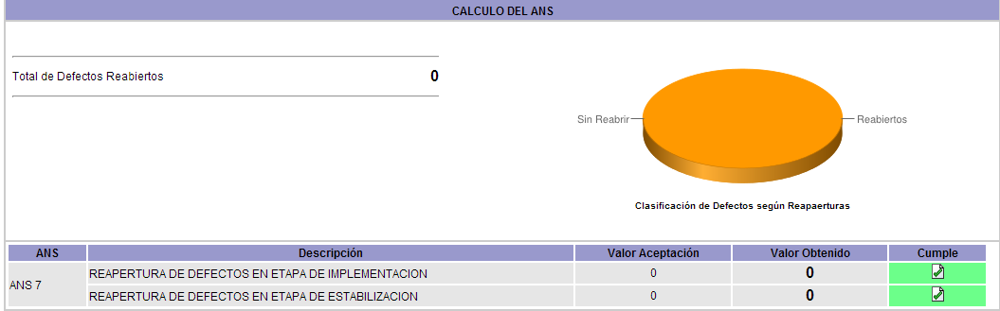 CALCULO DEL ANS
Total de Defectos Reabiertos 0
Sin Reabrir Reabiertos
Clasificación de Defectos según Reapaerturas
ANS Descripción Valor Aceptación Valor Obtenido Cumple
ANS 7
REAPERTURA DE DEFECTOS EN ETAPA DE IMPLEMENTACION 0 0
REAPERTURA DE DEFECTOS EN ETAPA DE ESTABILIZACION 0 0